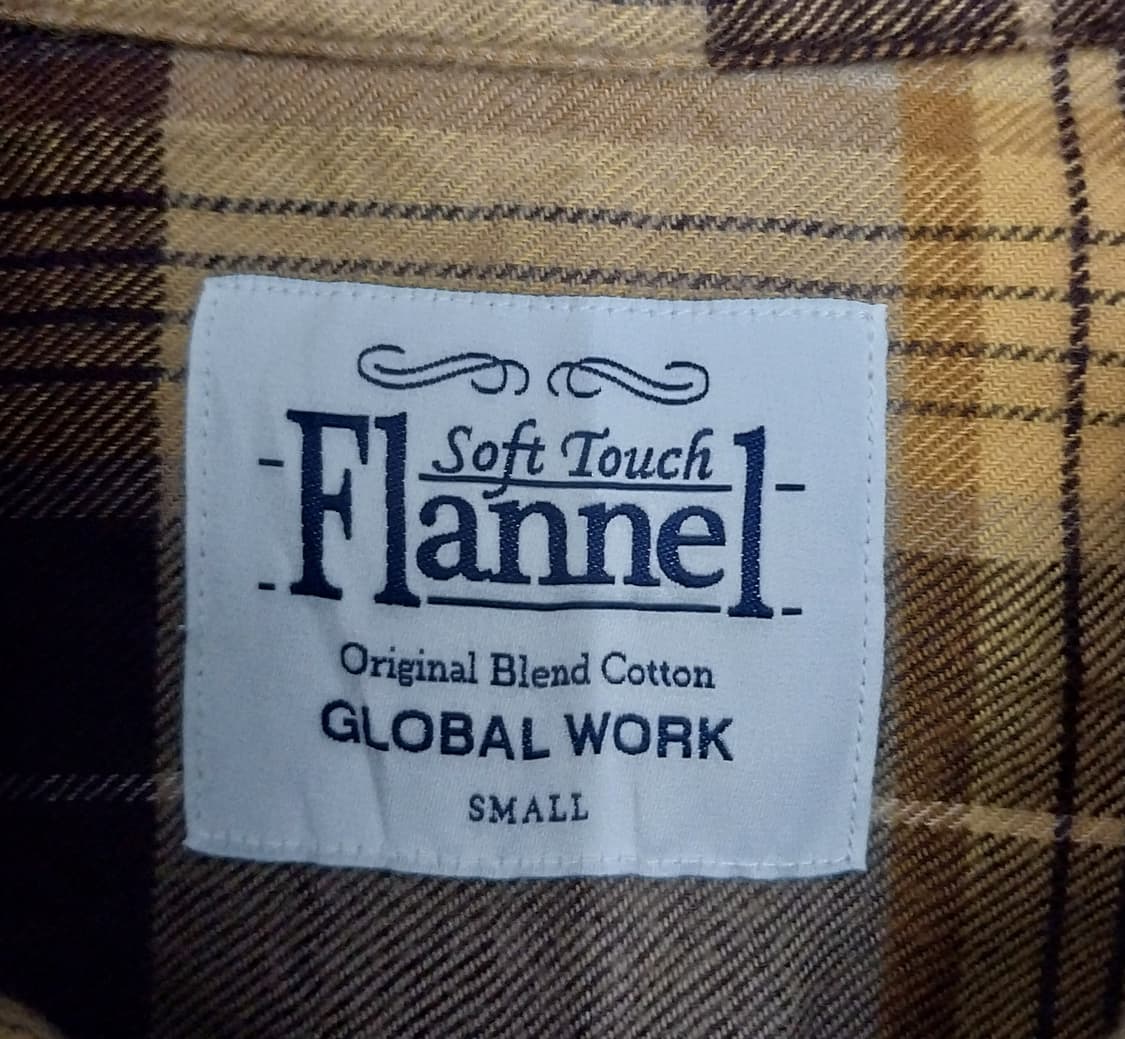 Soft Touch
Flannel
Original Blend Cotton
GLOBAL WORK
SMALL